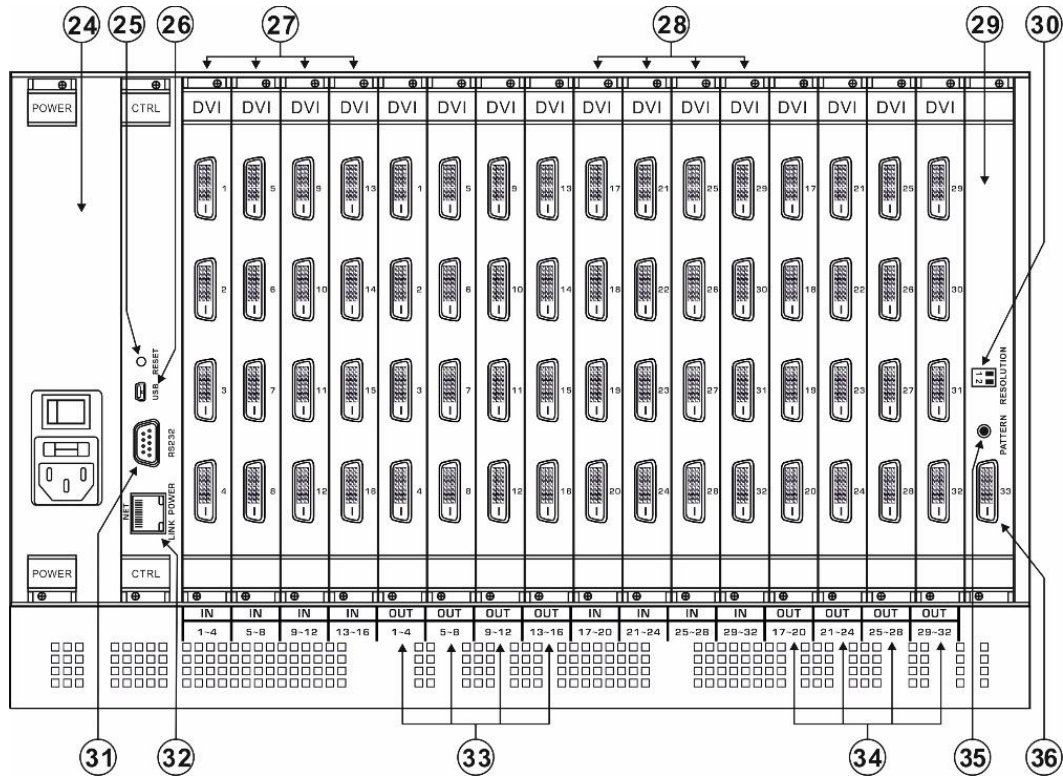 24 25 26 27 28 29 30
POWER CTRL DVI DVI DVI DVI DVI DVI DVI DVI DVI DVI DVI DVI DVI DVI DVI DVI
1 5 9 13 1 5 9 13 17 21 25 29 17 21 25 29
2 6 10 14 2 6 10 14 18 22 26 30 18 22 26 30
RESET
USB
3 7 11 15 3 7 11 15 19 23 27 31 19 23 27 31
1 2
RESOLUTION
RS232
PATTERN
NET
LINK POWER
4 8 12 16 4 8 12 16 20 24 28 32 20 24 28 32 33
POWER CTRL
IN IN IN IN OUT OUT OUT OUT IN IN IN IN OUT OUT OUT OUT
1~4 5~8 9~12 13~16 1~4 5~8 9~12 13~16 17~20 21~24 25~28 29~32 17~20 21~24 25~28 29~32
31 32 33 34 35 36